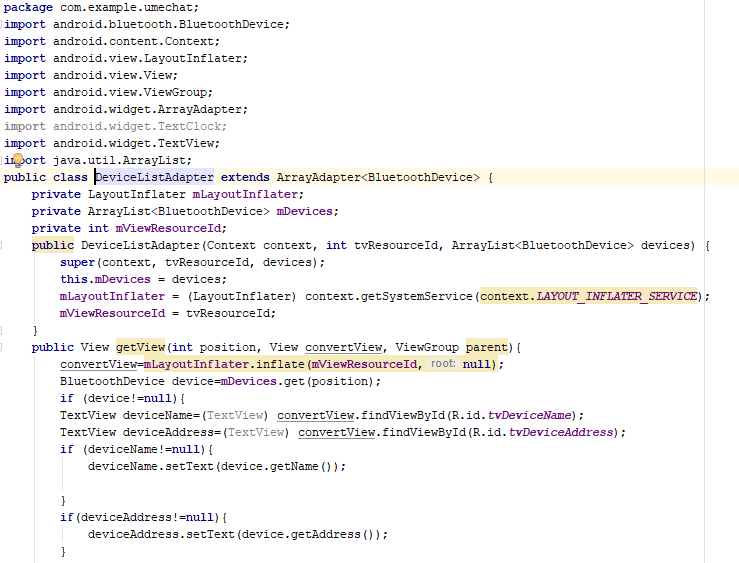 package com.example.umechat;
import android.bluetooth.BluetoothDevice;
import android.content.Context;
import android.view.LayoutInflater;
import android.view.View;
import android.view.ViewGroup;
import android.widget.ArrayAdapter;
import android.widget.TextClock;
import android.widget.TextView;
import java.util.ArrayList;
public class DeviceListAdapter extends ArrayAdapter<BluetoothDevice> {
    private LayoutInflater mLayoutInflater;
    private ArrayList<BluetoothDevice> mDevices;
    private int mViewResourceId;
    public DeviceListAdapter(Context context, int tvResourceId, ArrayList<BluetoothDevice> devices) {
        super(context, tvResourceId, devices);
        this.mDevices = devices;
        mLayoutInflater = (LayoutInflater) context.getSystemService(context.LAYOUT_INFLATER_SERVICE);
        mViewResourceId = tvResourceId;
    }
    public View getView(int position, View convertView, ViewGroup parent){
        convertView=mLayoutInflater.inflate(mViewResourceId, root: null);
        BluetoothDevice device=mDevices.get(position);
        if (device!=null){
        TextView deviceName=(TextView) convertView.findViewById(R.id.tvDeviceName);
        TextView deviceAddress=(TextView) convertView.findViewById(R.id.tvDeviceAddress);
        if (deviceName!=null){
            deviceName.setText(device.getName());
        }
        if(deviceAddress!=null){
            deviceAddress.setText(device.getAddress());
        }